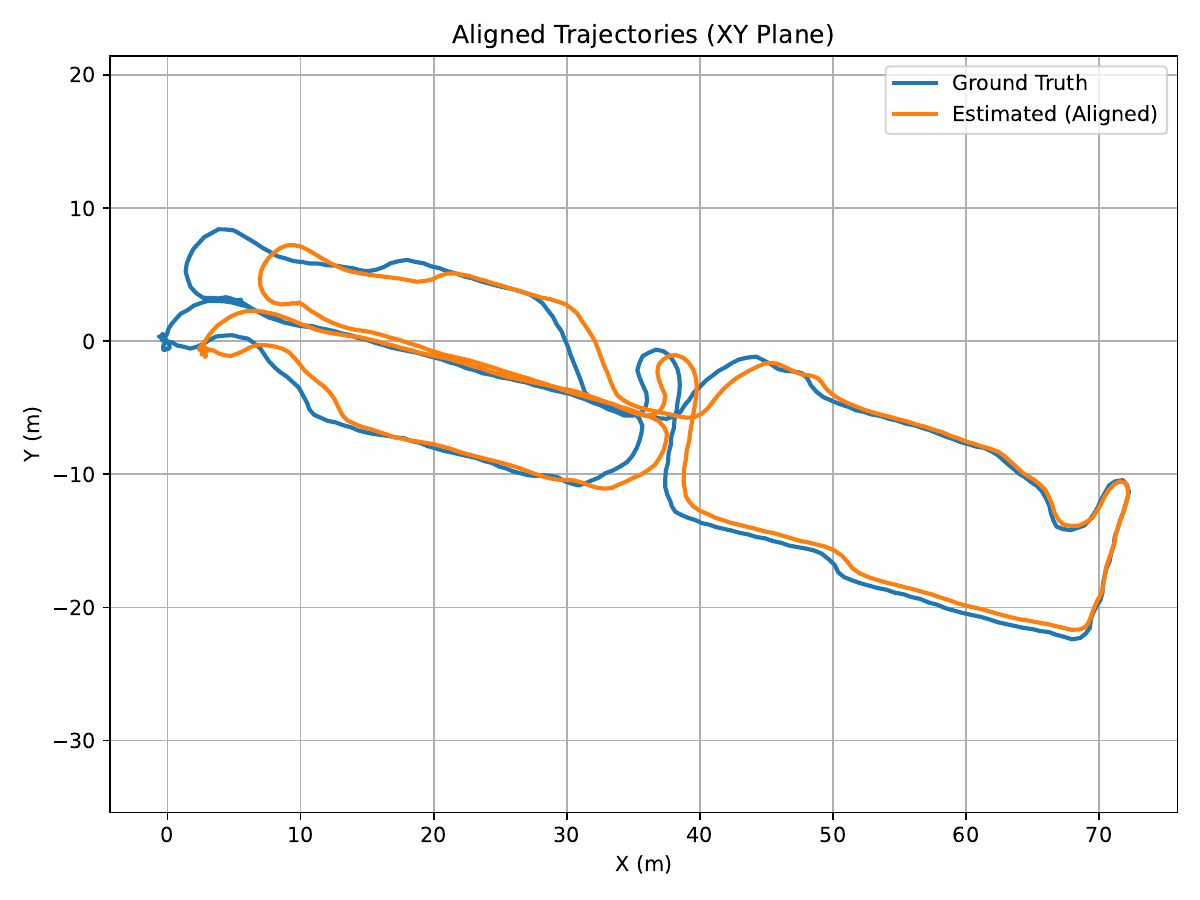 Aligned Trajectories (XY Plane)
Ground Truth
Estimated (Aligned)
20
10
0
−10
−20
−30
Y (m)
0 10 20 30 40 50 60 70
X (m)